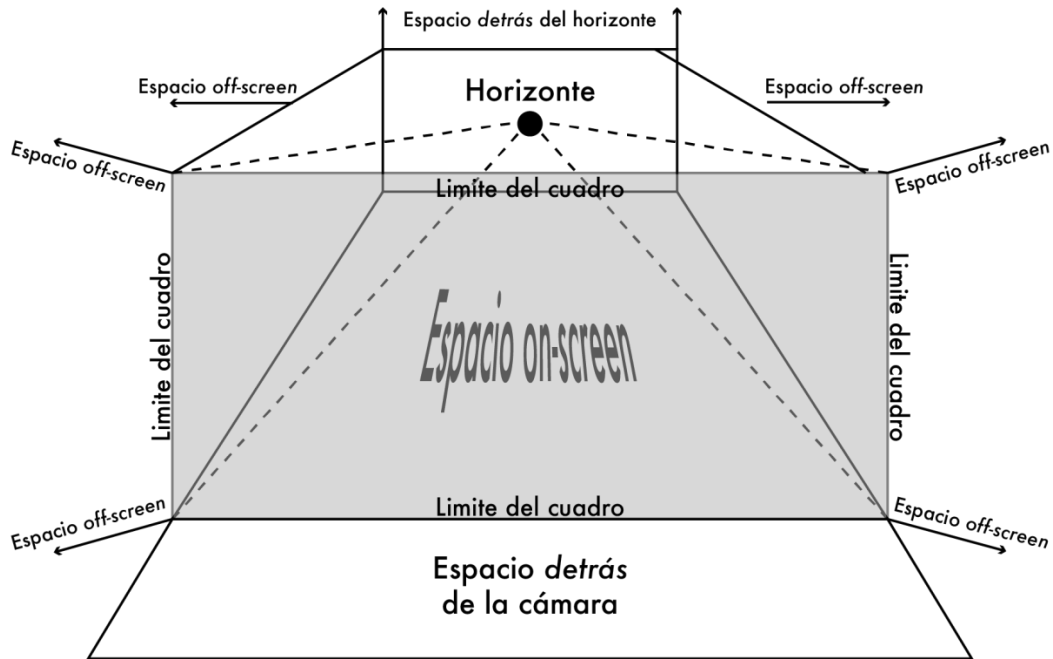 Espacio detrás del horizonte
Espacio off-screen
Espacio off-screen
Horizonte
Espacio off-screen
Espacio off-screen
Limite del cuadro
Limite del cuadro
Limite del cuadro
Espacio on-screen
Limite del cuadro
Espacio off-screen
Espacio off-screen
Espacio detrás
de la cámara